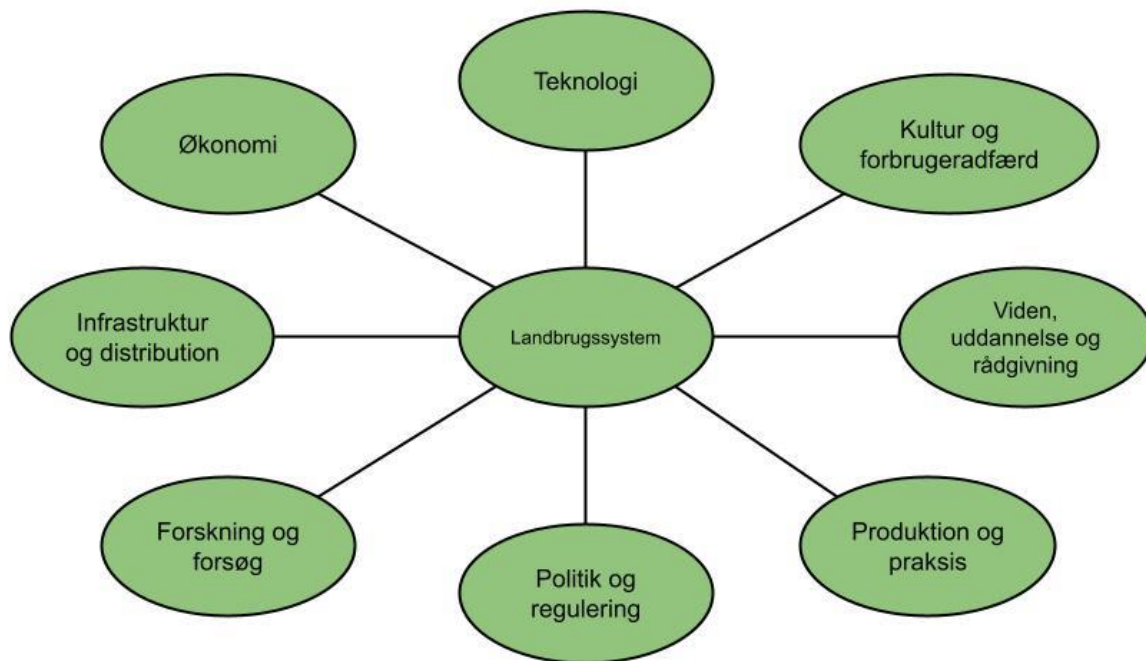 Teknologi
Økonomi
Kultur og
forbrugeradfærd
Infrastruktur
og distribution
Landbrugssystem
Viden,
uddannelse og
rådgivning
Forskning og
forsøg
Politik og
regulering
Produktion og
praksis